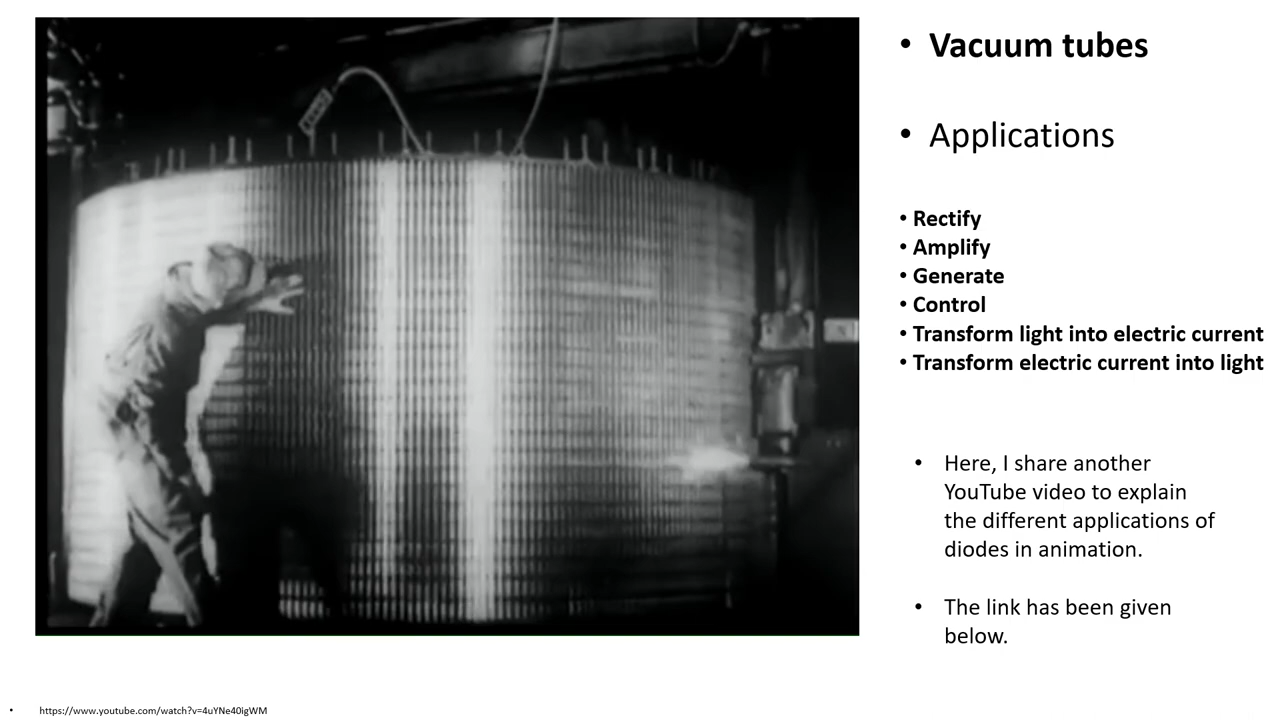 • Vacuum tubes
• Applications
• Rectify
• Amplify
• Generate
• Control
• Transform light into electric current
• Transform electric current into light
• Here, I share another
YouTube video to explain
the different applications of
diodes in animation.
• The link has been given
below.
• https://www.youtube.com/watch?v=4uYNe40igWM